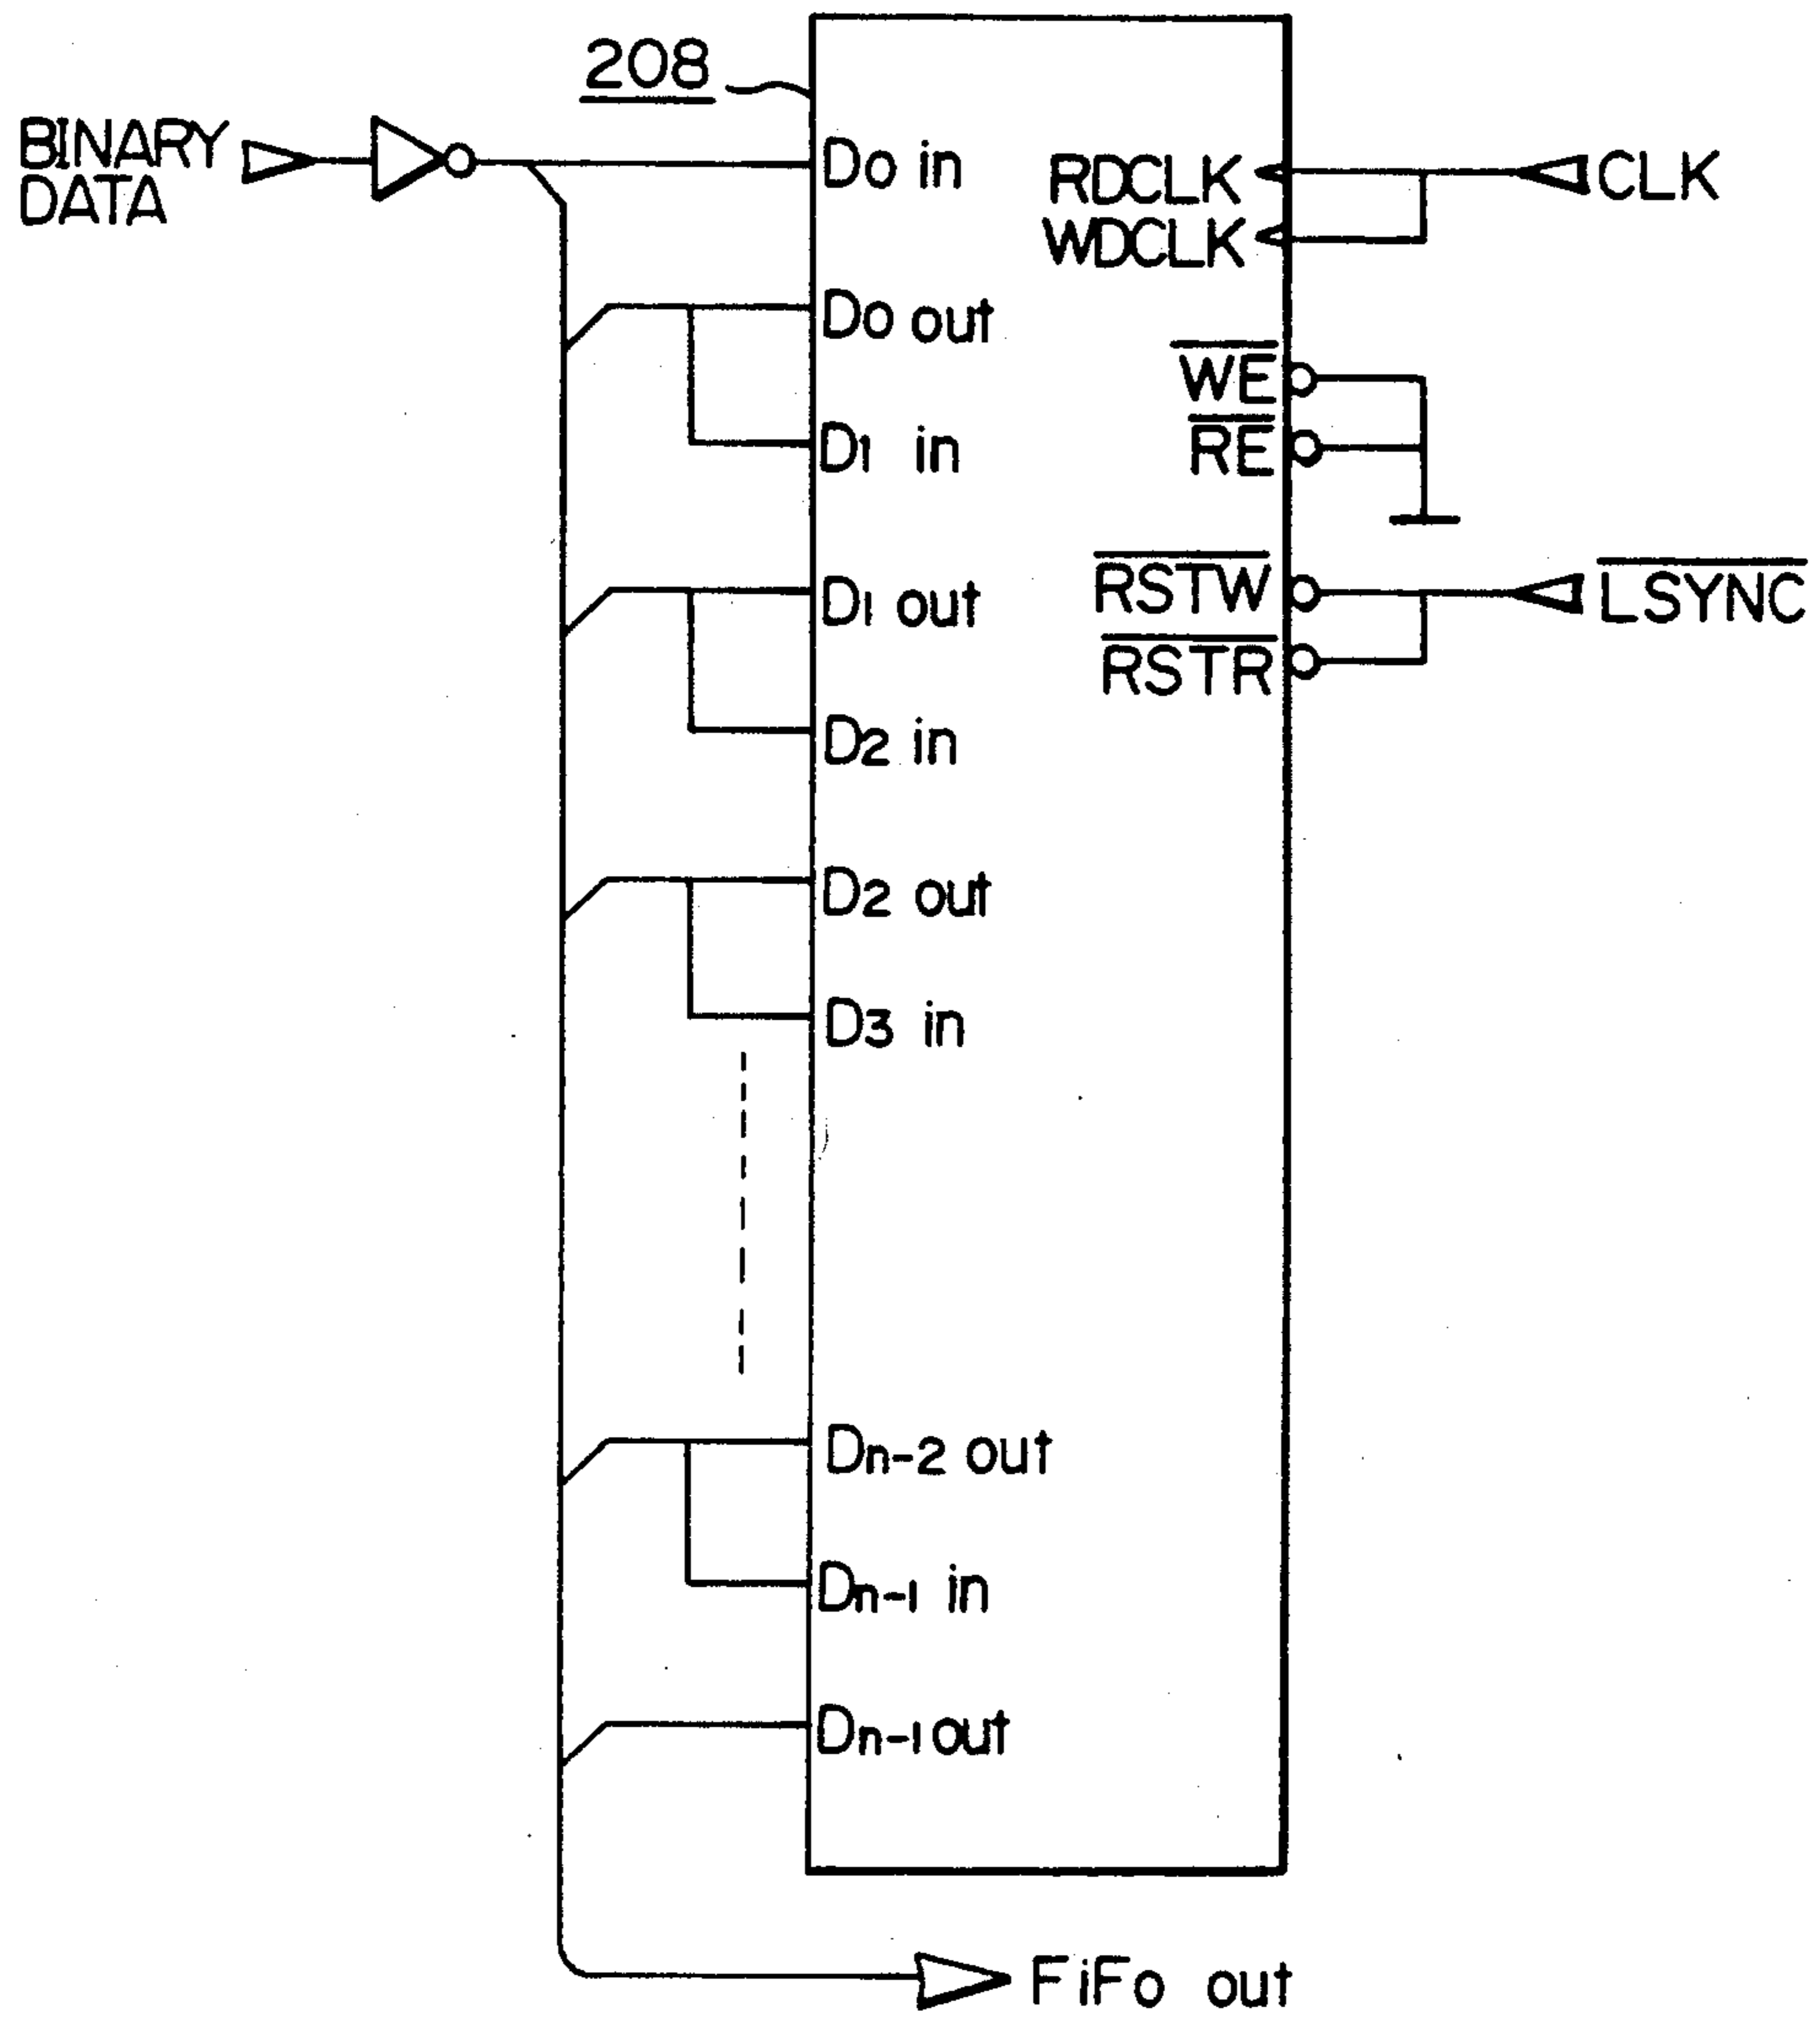 208
BINARY
DATA
Do in
RDCLK
CLK
WDCLK
Do out
WE
D1 in
RE
D1 out
RSTW
LSYNC
RSTR
D2 in
D2 out
D3 in
Dn-2 out
Dn-1 in
Dn-1 out
FiFo out